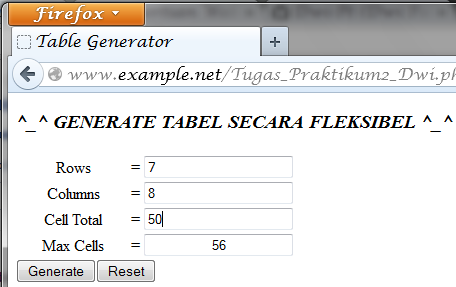 Firefox
Table Generator +
www.example.net/Tugas_Praktikum2_Dwi.ph
^_^ GENERATE TABEL SECARA FLEKSIBEL ^_^
Rows = 7
Columns = 8
Cell Total = 50
Max Cells = 56
Generate Reset